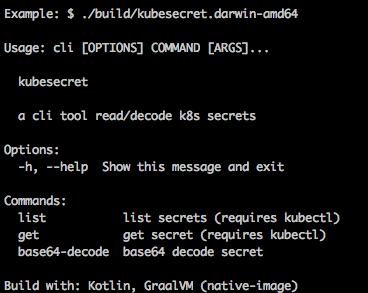 Example: $ ./build/kubesecret.darwin-amd64
Usage: cli [OPTIONS] COMMAND [ARGS]...
kubesecret
a cli tool read/decode k8s secrets
Options:
-h, --help  Show this message and exit
Commands:
list           list secrets (requires kubectl)
get            get secret (requires kubectl)
base64-decode  base64 decode secret
Build with: Kotlin, GraalVM (native-image)